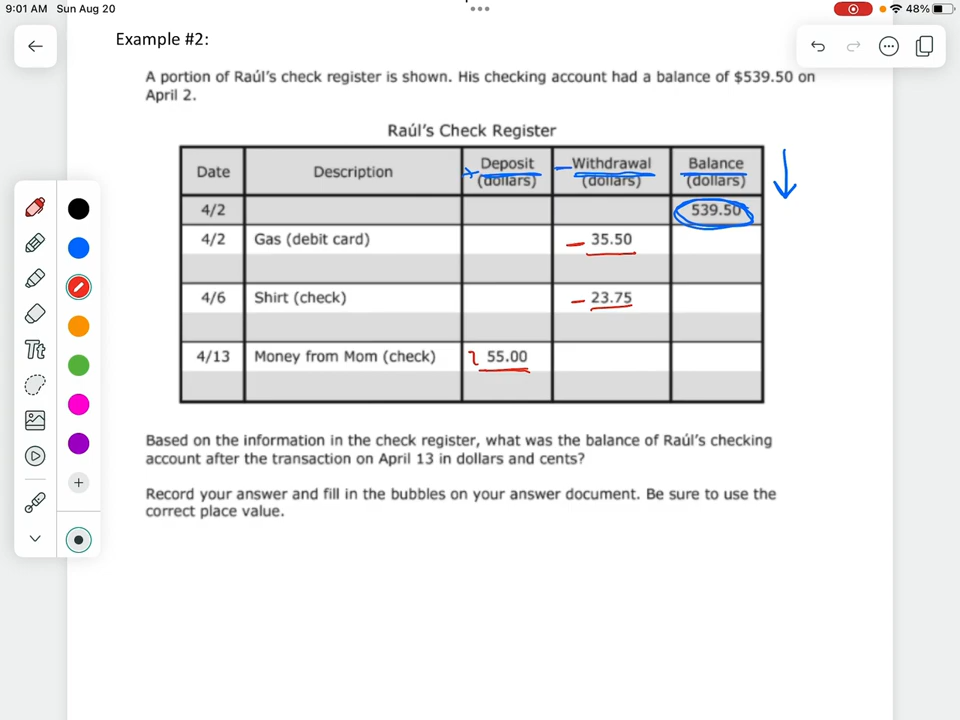 9:01 AM Sun Aug 20
48%
Example #2:
A portion of Raúl's check register is shown. His checking account had a balance of $539.50 on
April 2.
Raúl's Check Register
Date Description + Deposit (dollars) − Withdrawal (dollars) Balance (dollars)
4/2 539.50
4/2 Gas (debit card) − 35.50
4/6 Shirt (check) − 23.75
4/13 Money from Mom (check) 55.00
Based on the information in the check register, what was the balance of Raúl's checking
account after the transaction on April 13 in dollars and cents?
Record your answer and fill in the bubbles on your answer document. Be sure to use the
correct place value.
Tt